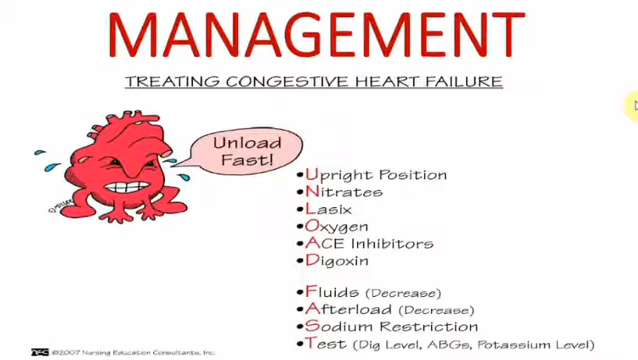 MANAGEMENT
TREATING CONGESTIVE HEART FAILURE
Unload
Fast!
•Upright Position
•Nitrates
•Lasix
•Oxygen
•ACE Inhibitors
•Digoxin
•Fluids (Decrease)
•Afterload (Decrease)
•Sodium Restriction
•Test (Dig Level, ABGs, Potassium Level)
©2007 Nursing Education Consultants, Inc.